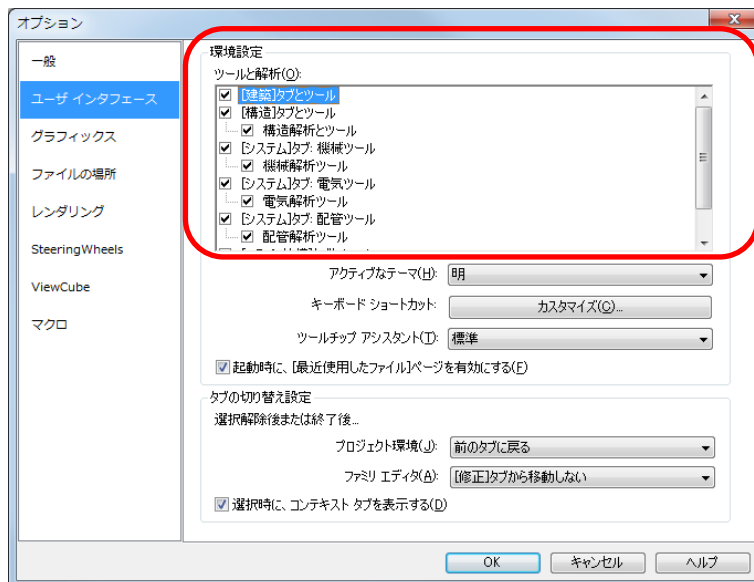 オプション
一般
ユーザ インタフェース
グラフィックス
ファイルの場所
レンダリング
SteeringWheels
ViewCube
マクロ
環境設定
ツールと解析(O):
[建築]タブとツール
[構造]タブとツール
構造解析とツール
[システム]タブ: 機械ツール
機械解析ツール
[システム]タブ: 電気ツール
電気解析ツール
[システム]タブ: 配管ツール
配管解析ツール
アクティブなテーマ(H): 明
キーボード ショートカット: カスタマイズ(C)...
ツールチップ アシスタント(T): 標準
起動時に、[最近使用したファイル]ページを有効にする(F)
タブの切り替え設定
選択解除後または終了後...
プロジェクト環境(J): 前のタブに戻る
ファミリ エディタ(A): [修正]タブから移動しない
選択時に、コンテキスト タブを表示する(D)
OK キャンセル ヘルプ